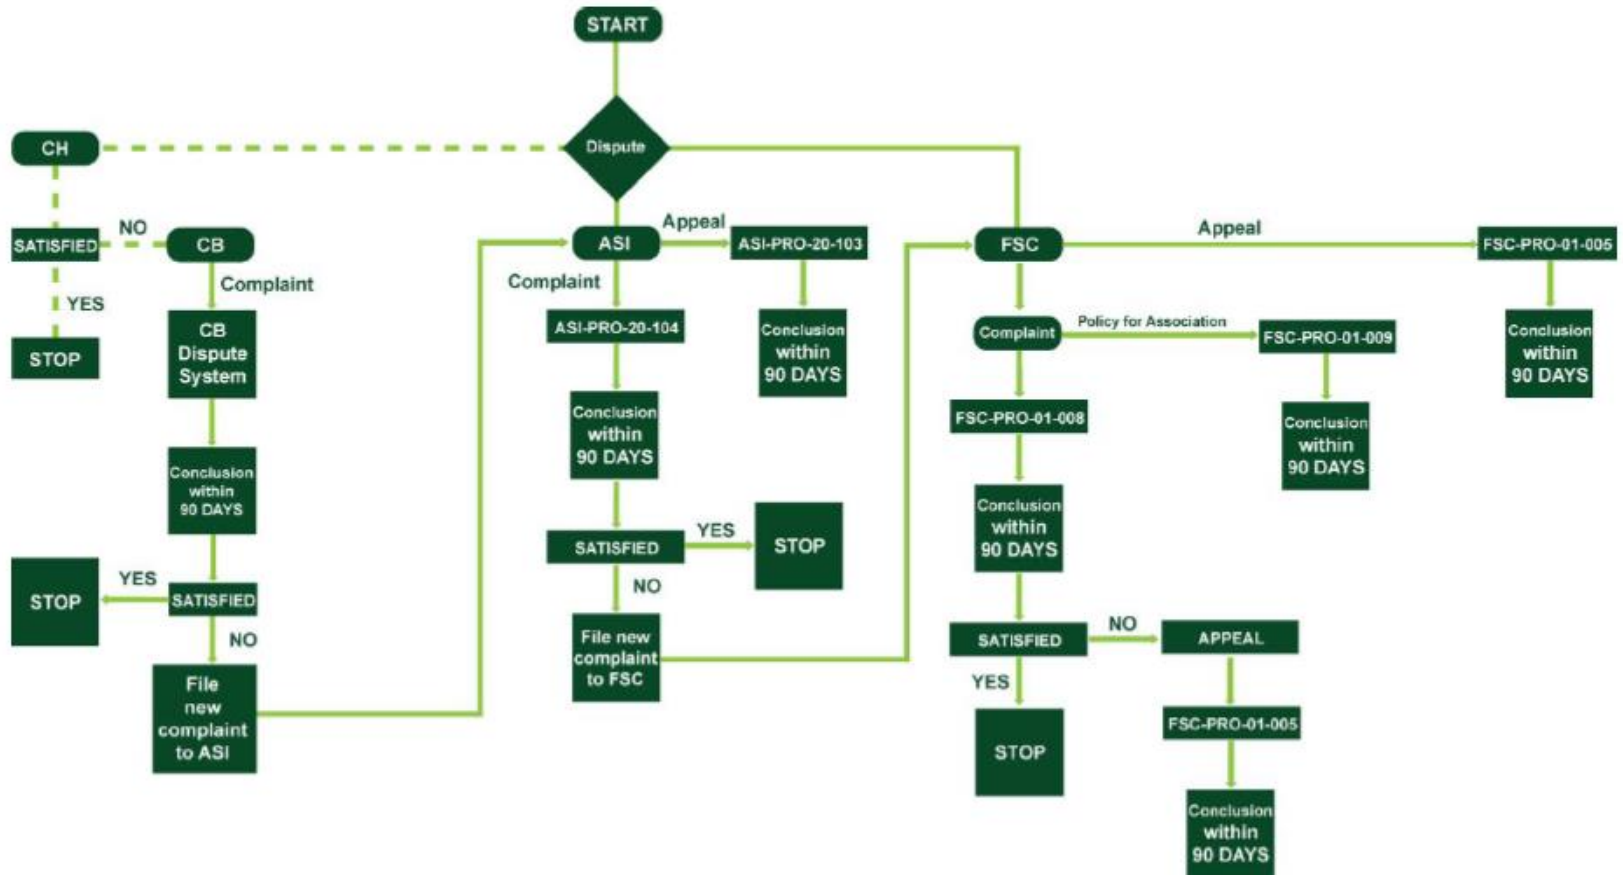 START
Dispute
CH
SATISFIED
NO
YES
STOP
CB
Complaint
CB
Dispute
System
Conclusion
within
90 DAYS
SATISFIED
YES
STOP
NO
File
new
complaint
to ASI
ASI
Appeal
ASI-PRO-20-103
Conclusion
within
90 DAYS
Complaint
ASI-PRO-20-104
Conclusion
within
90 DAYS
SATISFIED
YES
STOP
NO
File new
complaint
to FSC
FSC
Appeal
FSC-PRO-01-005
Conclusion
within
90 DAYS
Complaint
Policy for Association
FSC-PRO-01-009
Conclusion
within
90 DAYS
FSC-PRO-01-008
Conclusion
within
90 DAYS
SATISFIED
NO
APPEAL
FSC-PRO-01-005
Conclusion
within
90 DAYS
YES
STOP